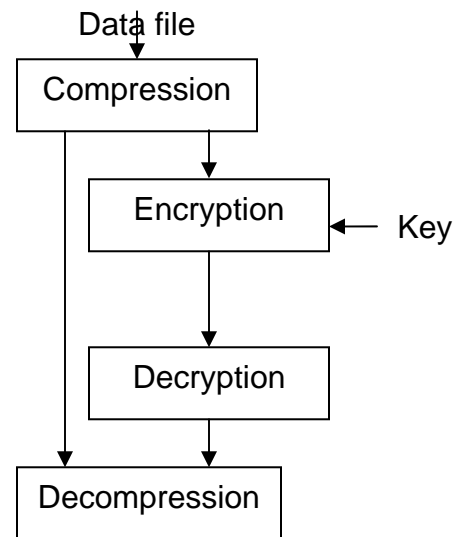 Data file
Compression
Encryption
Key
Decryption
Decompression